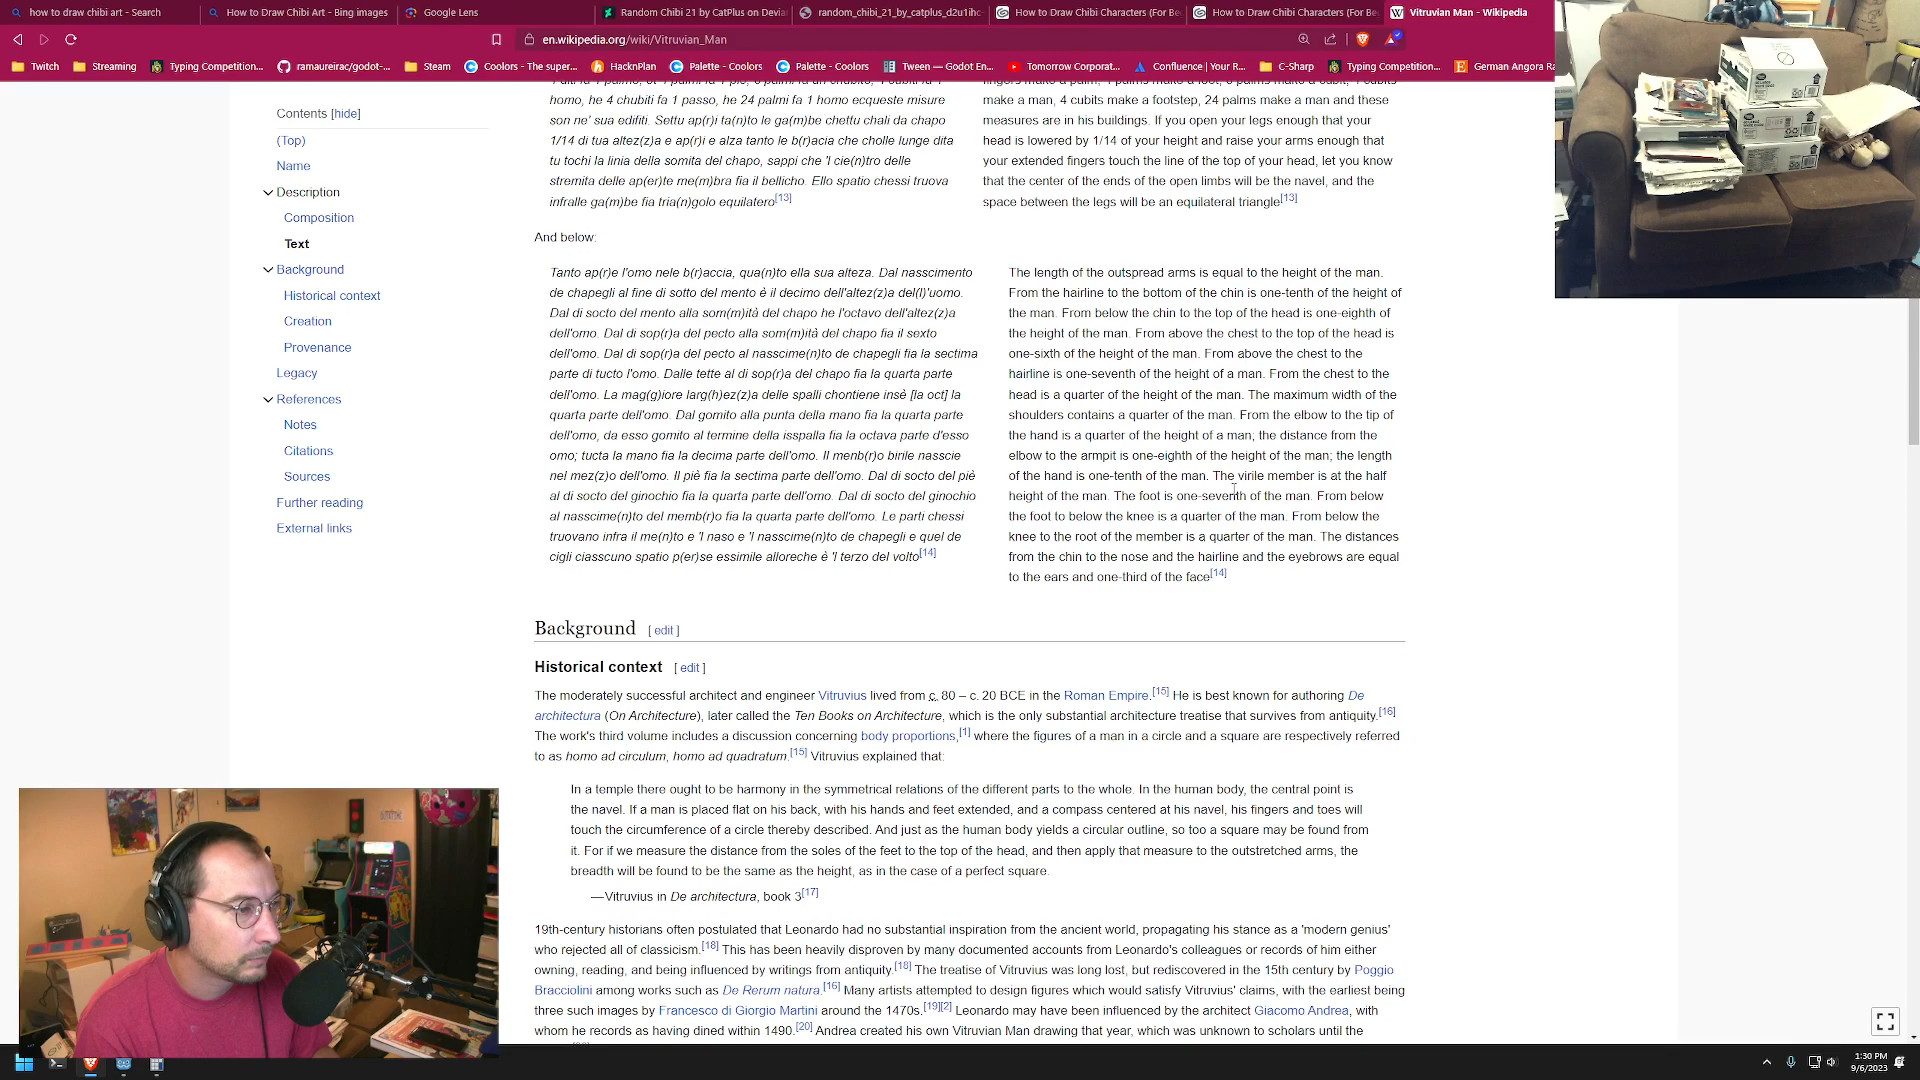 how to draw chibi art - Search
How to Draw Chibi Art - Bing images
Google Lens
Random Chibi 21 by CatPlus on Devia
random_chibi_21_by_catplus_d2u1ihc
How to Draw Chibi Characters (For Be
How to Draw Chibi Characters (For Be
Vitruvian Man - Wikipedia
en.wikipedia.org/wiki/Vitruvian_Man
Twitch
Streaming
Typing Competition...
ramaureirac/godot-...
Steam
Coolors - The super...
HacknPlan
Palette - Coolors
Palette - Coolors
Tween — Godot En...
Tomorrow Corporat...
Confluence | Your R...
C-Sharp
Typing Competition...
German Angora Ra
Contents [hide]
(Top)
Name
Description
Composition
Text
Background
Historical context
Creation
Provenance
Legacy
References
Notes
Citations
Sources
Further reading
External links
homo, he 4 chubiti fa 1 passo, he 24 palmi fa 1 homo ecqueste misure
son ne' sua edifiti. Settu ap(r)i ta(n)to le ga(m)be chettu chali da chapo
1/14 di tua altez(z)a e ap(r)i e alza tanto le b(r)acia che cholle lunge dita
tu tochi la linia della somita del chapo, sappi che 'l cie(n)tro delle
stremita delle ap(er)te me(m)bra fia il bellicho. Ello spatio chessi truova
infralle ga(m)be fia tria(n)golo equilatero[13]
fingers make a palm, 4 palms make a foot, 6 palms make a cubit, 4 cubits
make a man, 4 cubits make a footstep, 24 palms make a man and these
measures are in his buildings. If you open your legs enough that your
head is lowered by 1/14 of your height and raise your arms enough that
your extended fingers touch the line of the top of your head, let you know
that the center of the ends of the open limbs will be the navel, and the
space between the legs will be an equilateral triangle[13]
And below:
Tanto ap(r)e l'omo nele b(r)accia, qua(n)to ella sua alteza. Dal nasscimento
de chapegli al fine di sotto del mento è il decimo dell'altez(z)a del(l)'uomo.
Dal di socto del mento alla som(m)ità del chapo he l'octavo dell'altez(z)a
dell'omo. Dal di sop(r)a del pecto alla som(m)ità del chapo fia il sexto
dell'omo. Dal di sop(r)a del pecto al nasscime(n)to de chapegli fia la sectima
parte di tucto l'omo. Dalle tette al di sop(r)a del chapo fia la quarta parte
dell'omo. La mag(g)iore larg(h)ez(z)a delle spalli chontiene insè [la oct] la
quarta parte dell'omo. Dal gomito alla punta della mano fia la quarta parte
dell'omo, da esso gomito al termine della isspalla fia la octava parte d'esso
omo; tucta la mano fia la decima parte dell'omo. Il menb(r)o birile nasscie
nel mez(z)o dell'omo. Il piè fia la sectima parte dell'omo. Dal di socto del piè
al di socto del ginochio fia la quarta parte dell'omo. Dal di socto del ginochio
al nasscime(n)to del memb(r)o fia la quarta parte dell'omo. Le parti chessi
truovano infra il me(n)to e 'l naso e 'l nasscime(n)to de chapegli e quel de
cigli ciasscuno spatio p(er)se essimile alloreche è 'l terzo del volto[14]
The length of the outspread arms is equal to the height of the man.
From the hairline to the bottom of the chin is one-tenth of the height of
the man. From below the chin to the top of the head is one-eighth of
the height of the man. From above the chest to the top of the head is
one-sixth of the height of the man. From above the chest to the
hairline is one-seventh of the height of a man. From the chest to the
head is a quarter of the height of the man. The maximum width of the
shoulders contains a quarter of the man. From the elbow to the tip of
the hand is a quarter of the height of a man; the distance from the
elbow to the armpit is one-eighth of the height of the man; the length
of the hand is one-tenth of the man. The virile member is at the half
height of the man. The foot is one-seventh of the man. From below
the foot to below the knee is a quarter of the man. From below the
knee to the root of the member is a quarter of the man. The distances
from the chin to the nose and the hairline and the eyebrows are equal
to the ears and one-third of the face[14]
Background [ edit ]
Historical context [ edit ]
The moderately successful architect and engineer Vitruvius lived from c. 80 – c. 20 BCE in the Roman Empire.[15] He is best known for authoring De
architectura (On Architecture), later called the Ten Books on Architecture, which is the only substantial architecture treatise that survives from antiquity.[16]
The work's third volume includes a discussion concerning body proportions,[1] where the figures of a man in a circle and a square are respectively referred
to as homo ad circulum, homo ad quadratum.[15] Vitruvius explained that:
In a temple there ought to be harmony in the symmetrical relations of the different parts to the whole. In the human body, the central point is
the navel. If a man is placed flat on his back, with his hands and feet extended, and a compass centered at his navel, his fingers and toes will
touch the circumference of a circle thereby described. And just as the human body yields a circular outline, so too a square may be found from
it. For if we measure the distance from the soles of the feet to the top of the head, and then apply that measure to the outstretched arms, the
breadth will be found to be the same as the height, as in the case of a perfect square.
—Vitruvius in De architectura, book 3[17]
19th-century historians often postulated that Leonardo had no substantial inspiration from the ancient world, propagating his stance as a 'modern genius'
who rejected all of classicism.[18] This has been heavily disproven by many documented accounts from Leonardo's colleagues or records of him either
owning, reading, and being influenced by writings from antiquity.[18] The treatise of Vitruvius was long lost, but rediscovered in the 15th century by Poggio
Bracciolini among works such as De Rerum natura.[16] Many artists attempted to design figures which would satisfy Vitruvius' claims, with the earliest being
three such images by Francesco di Giorgio Martini around the 1470s.[19][2] Leonardo may have been influenced by the architect Giacomo Andrea, with
whom he records as having dined within 1490.[20] Andrea created his own Vitruvian Man drawing that year, which was unknown to scholars until the
1:30 PM
9/6/2023